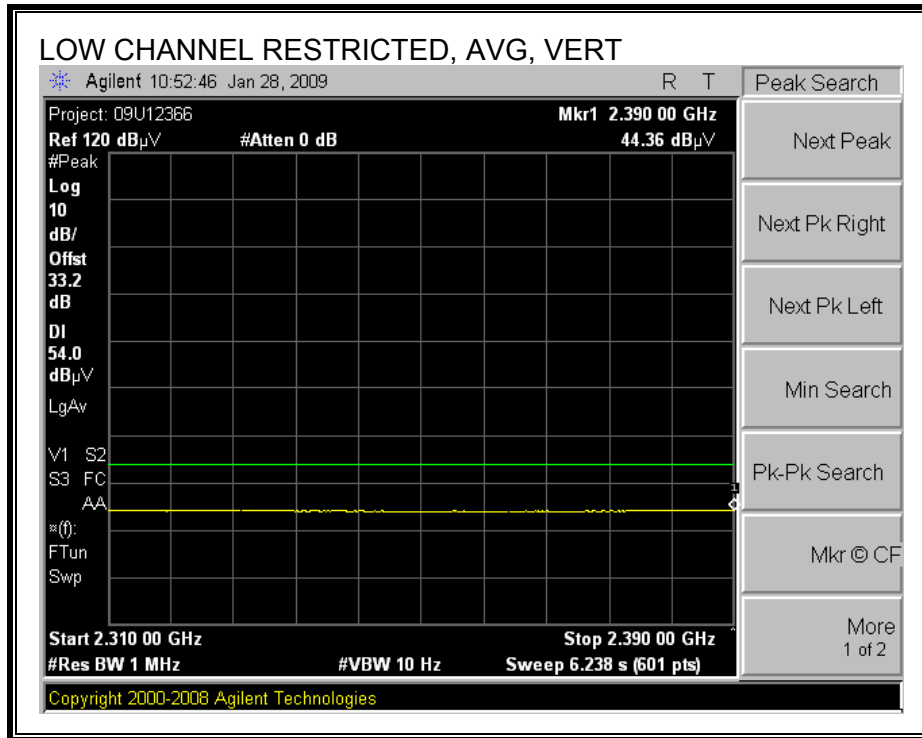 LOW CHANNEL RESTRICTED, AVG, VERT
Agilent 10:52:46 Jan 28, 2009 R T
Project: 09U12366 Mkr1 2.390 00 GHz
Ref 120 dBµV #Atten 0 dB 44.36 dBµV
#Peak
Log
10
dB/
Offst
33.2
dB
DI
54.0
dBµV
LgAv
V1 S2
S3 FC
AA
¤(f):
FTun
Swp
1
Start 2.310 00 GHz Stop 2.390 00 GHz
#Res BW 1 MHz #VBW 10 Hz Sweep 6.238 s (601 pts)
Copyright 2000-2008 Agilent Technologies
Peak Search
Next Peak
Next Pk Right
Next Pk Left
Min Search
Pk-Pk Search
Mkr © CF
More
1 of 2